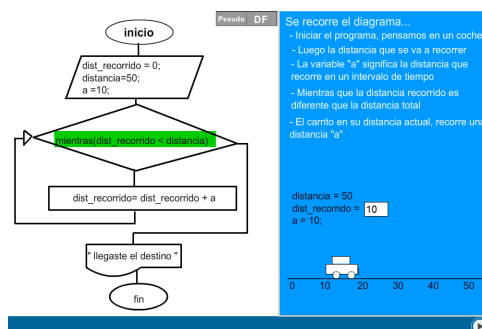 Pseudo DF
inicio
dist_recorrido = 0;
distancia=50;
a =10;
mientras(dist_recorrido < distancia)
dist_recorrido= dist_recorrido + a
" llegaste el destino "
fin
Se recorre el diagrama...
- Iniciar el programa, pensamos en un coche
- Luego la distancia que se va a recorrer
- La variable "a" significa la distancia que
recorre en un intervalo de tiempo
- Mientras que la distancia recorrido es
diferente que la distancia total
- El carrito en su distancia actual, recorre una
distancia "a"
distancia = 50
dist_recorrido = 10
a = 10;
0 10 20 30 40 50